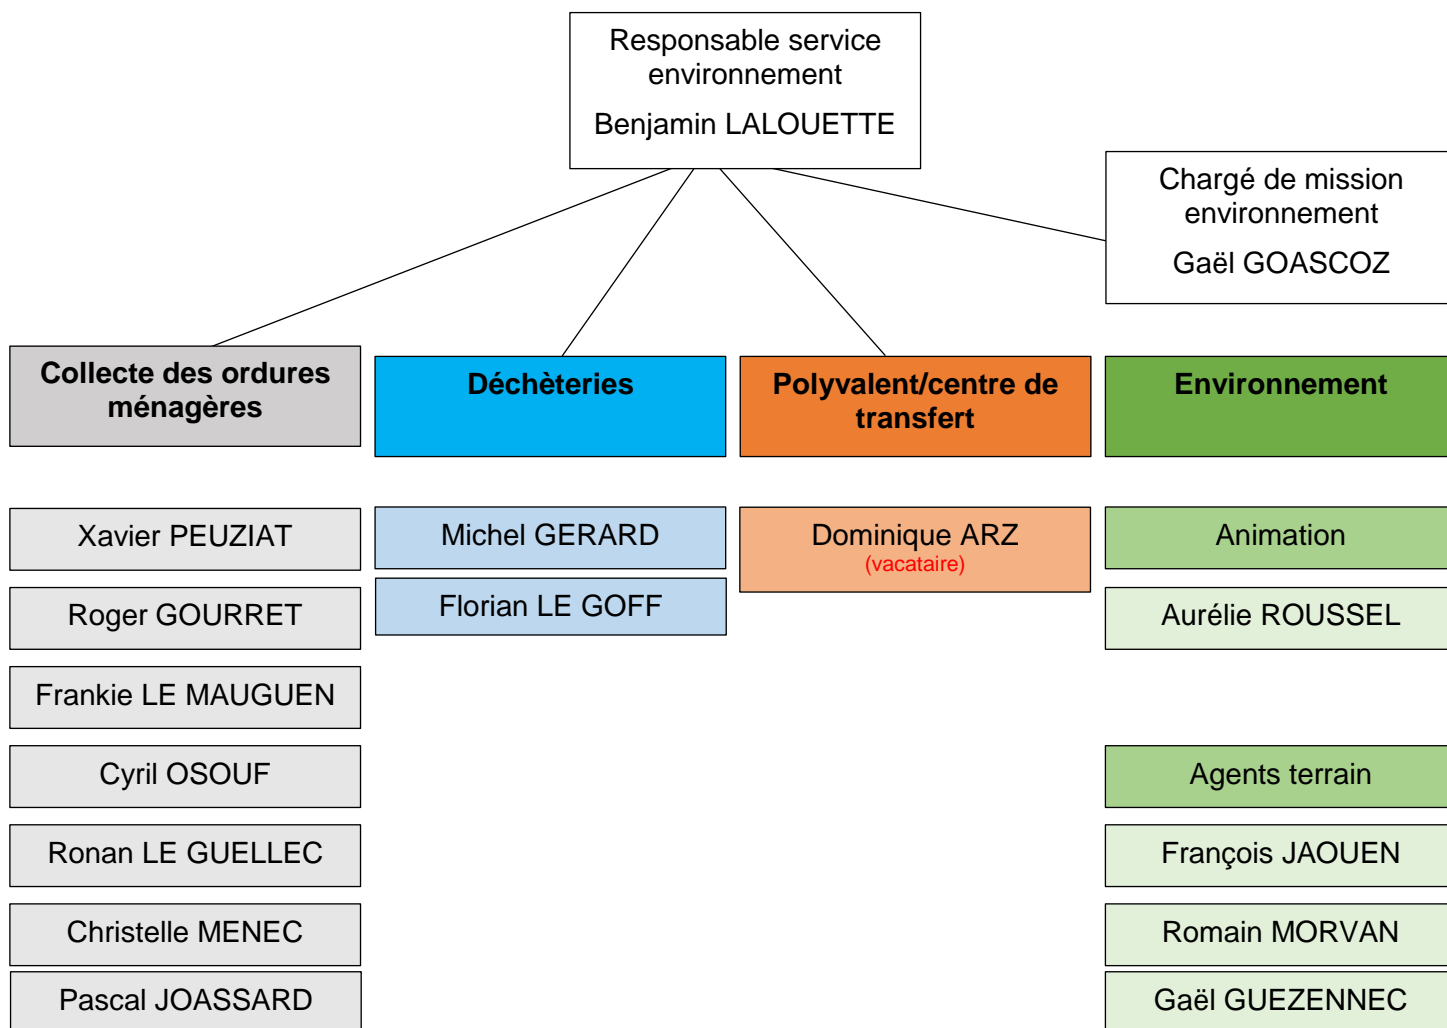 Responsable service
environnement
Benjamin LALOUETTE
Chargé de mission
environnement
Gaël GOASCOZ
Collecte des ordures
ménagères
Déchèteries
Polyvalent/centre de
transfert
Environnement
Xavier PEUZIAT
Roger GOURRET
Frankie LE MAUGUEN
Cyril OSOUF
Ronan LE GUELLEC
Christelle MENEC
Pascal JOASSARD
Michel GERARD
Florian LE GOFF
Dominique ARZ
(vacataire)
Animation
Aurélie ROUSSEL
Agents terrain
François JAOUEN
Romain MORVAN
Gaël GUEZENNEC